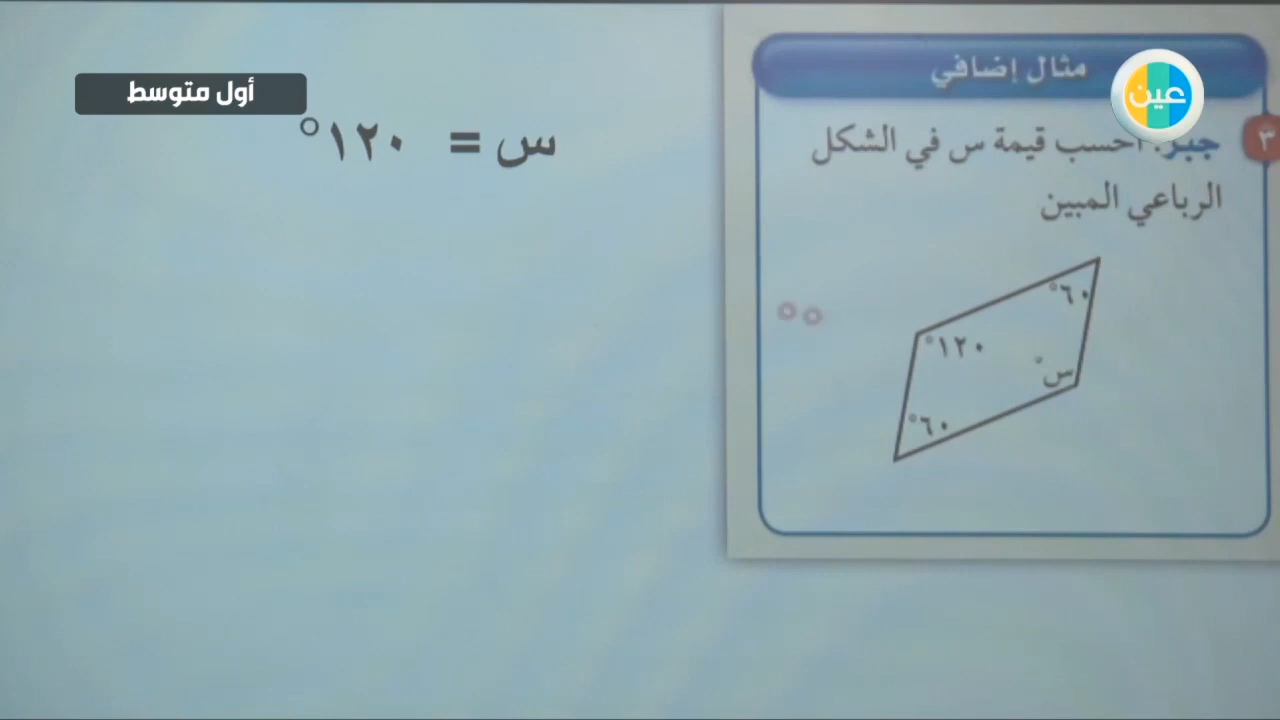 أول متوسط
س = ١٢٠°
عين
مثال إضافي
٣
جبر: احسب قيمة س في الشكل
الرباعي المبين
٦٠°
١٢٠°
س°
٦٠°